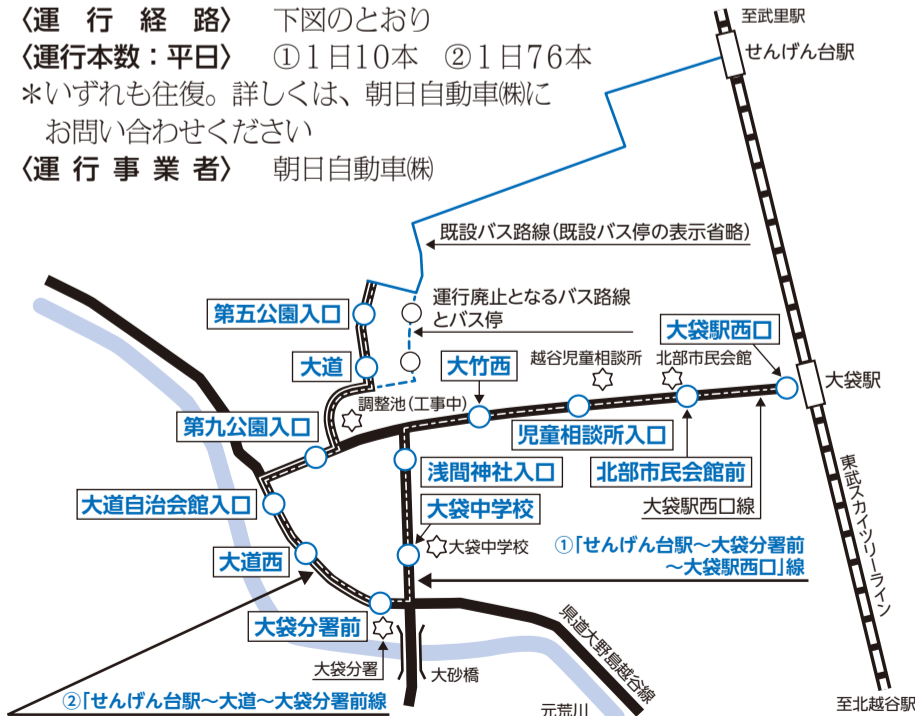 〈運行経路〉 下図のとおり
〈運行本数：平日〉 ①1日10本 ②1日76本
＊いずれも往復。詳しくは、朝日自動車㈱に
お問い合わせください
〈運行事業者〉 朝日自動車㈱
至武里駅
せんげん台駅
既設バス路線（既設バス停の表示省略）
第五公園入口
運行廃止となるバス路線
とバス停
大袋駅西口
大道
大竹西
越谷児童相談所
北部市民会館
大袋駅
調整池（工事中）
第九公園入口
児童相談所入口
浅間神社入口
北部市民会館前
大袋駅西口線
東武スカイツリーライン
大道自治会館入口
大袋中学校
大袋中学校
①「せんげん台駅～大袋分署前
～大袋駅西口」線
大道西
大袋分署前
県道大野島越谷線
大袋分署
大砂橋
②「せんげん台駅～大道～大袋分署前線
元荒川
至北越谷駅